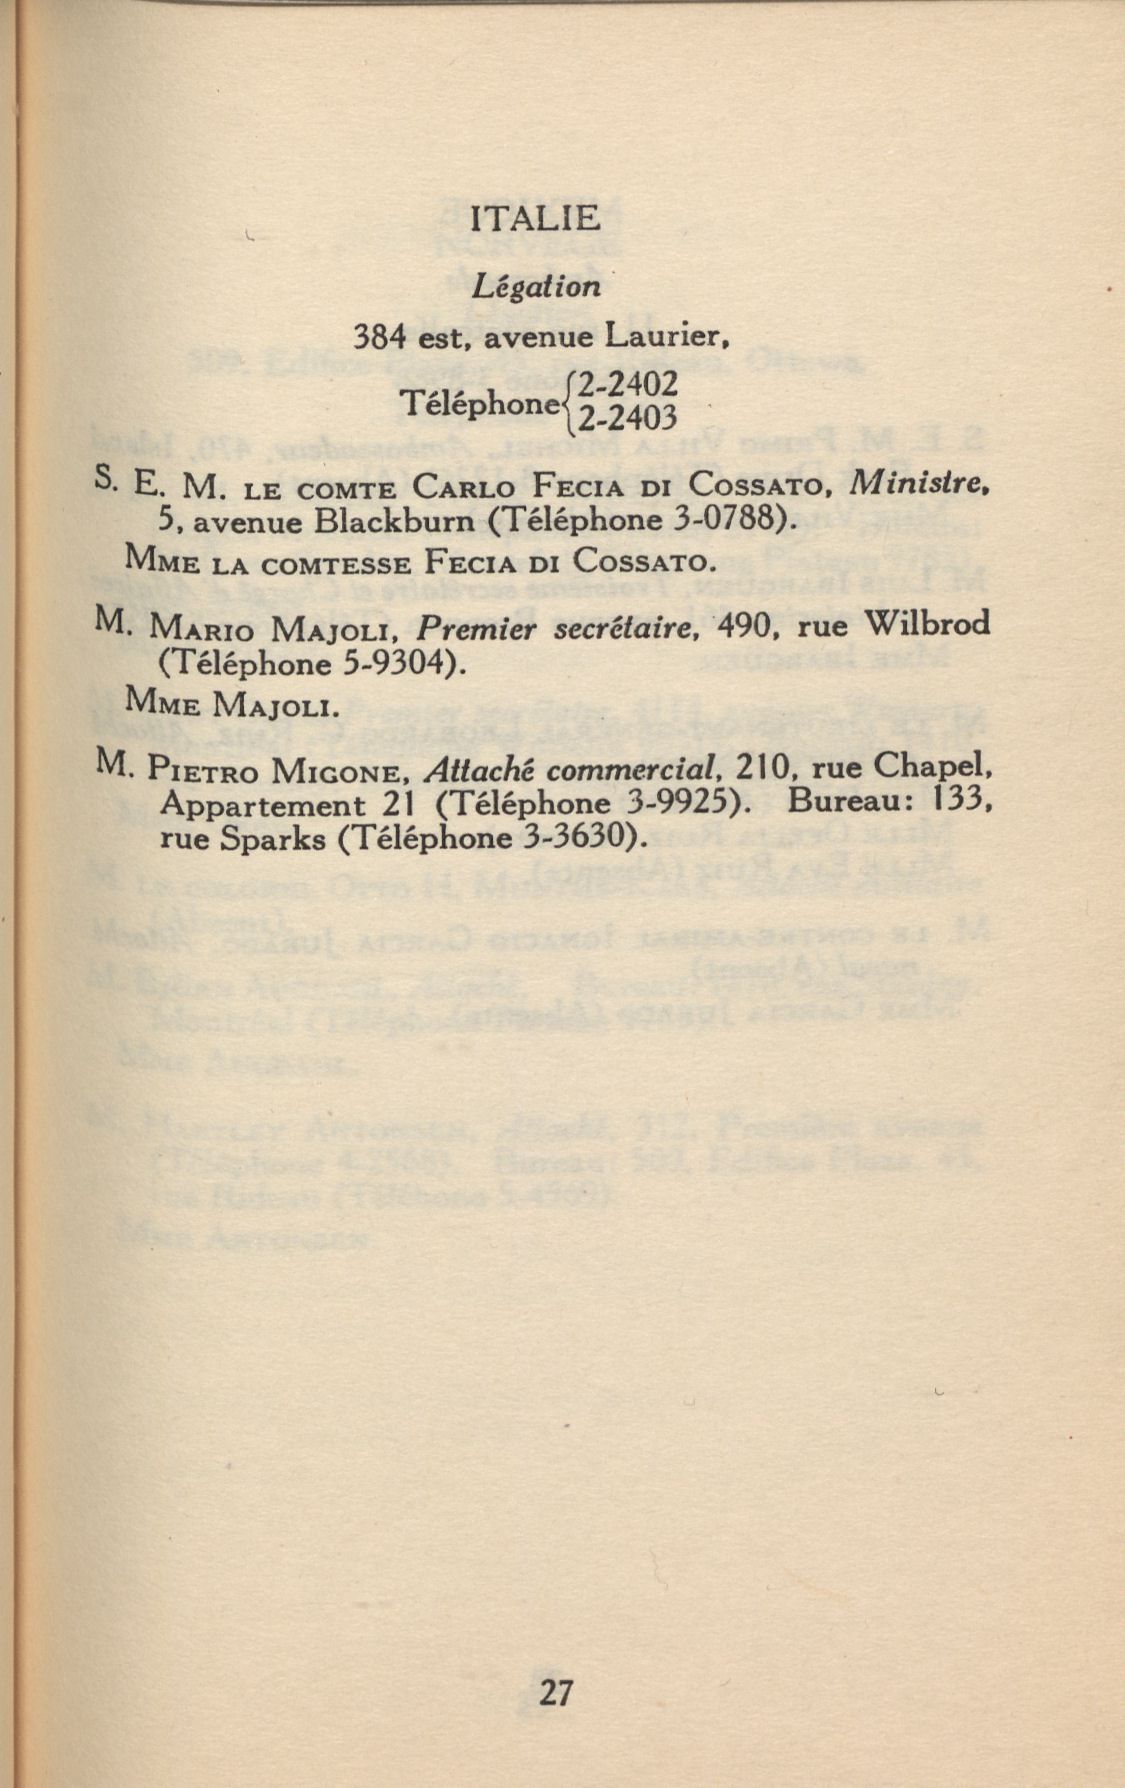 ITALIE
Légation
384 est, avenue Laurier,
Téléphone { 2-2402
2-2403
S. E. M. LE COMTE CARLO FECIA DI COSSATO, Ministre,
5, avenue Blackburn (Téléphone 3-0788).
MME LA COMTESSE FECIA DI COSSATO.
M. MARIO MAJOLI, Premier secrétaire, 490, rue Wilbrod
(Téléphone 5-9304).
MME MAJOLI.
M. PIETRO MIGONE, Attaché commercial, 210, rue Chapel,
Appartement 21 (Téléphone 3-9925). Bureau: 133,
rue Sparks (Téléphone 3-3630).
27